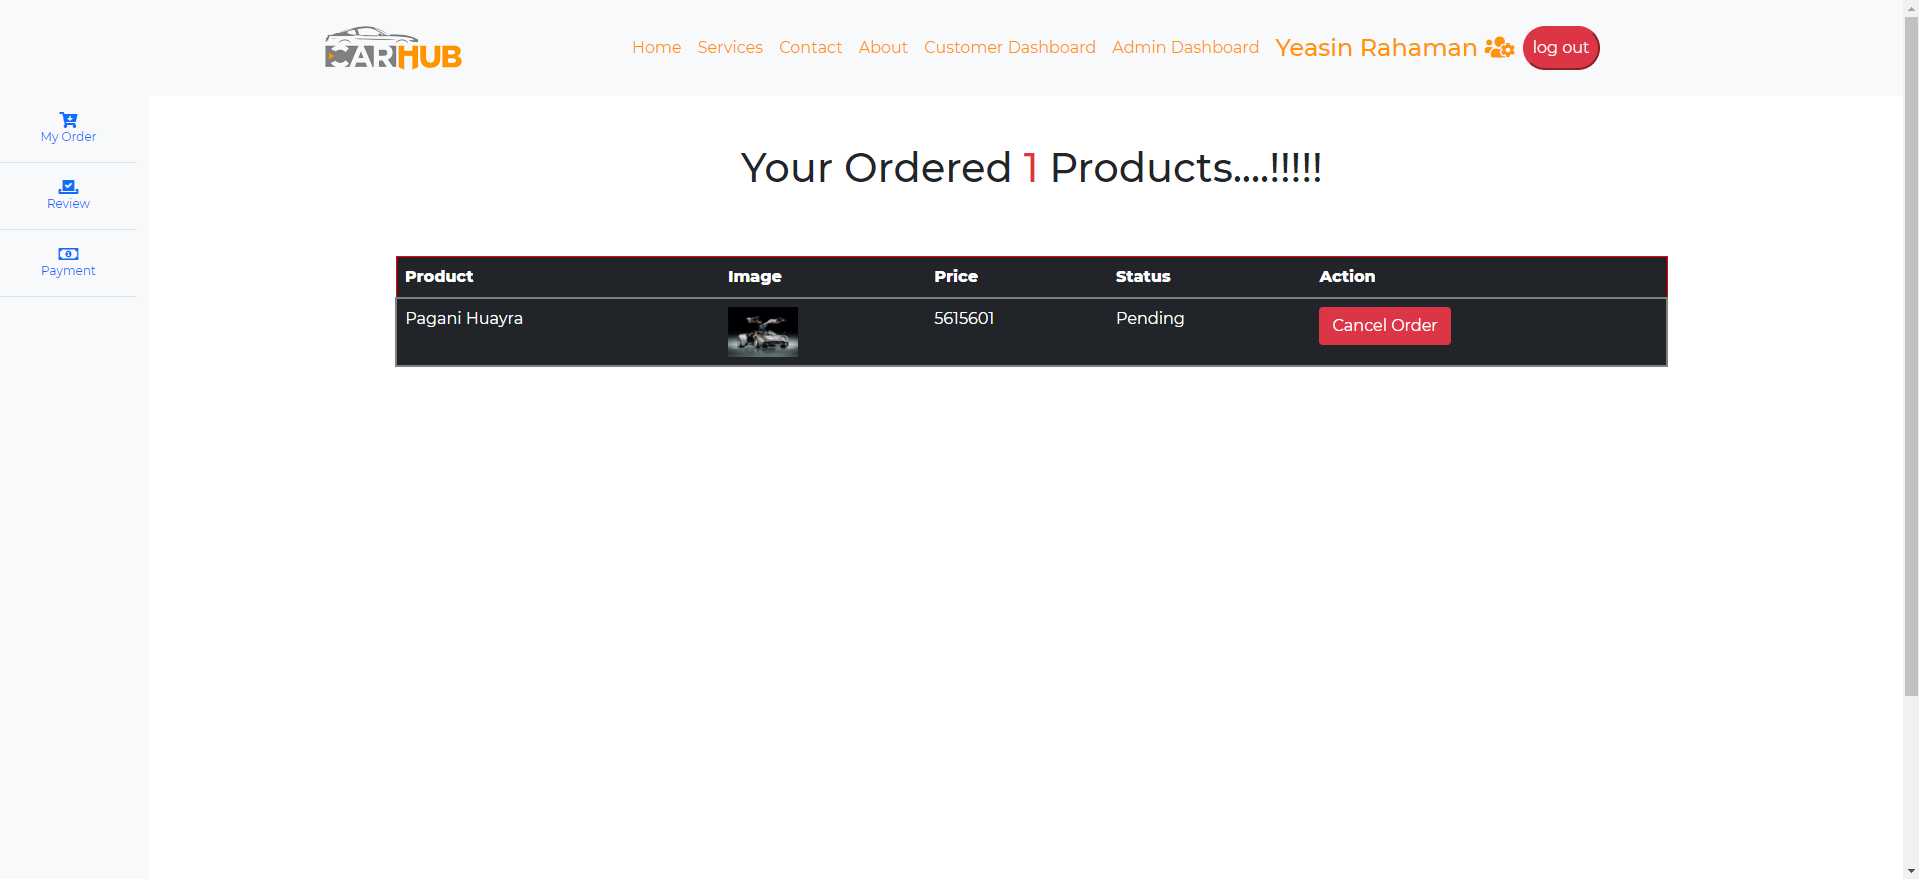 CARHUB
Home Services Contact About Customer Dashboard Admin Dashboard Yeasin Rahaman log out
My Order
Review
Payment
Your Ordered 1 Products....!!!!!
Product Image Price Status Action
Pagani Huayra 5615601 Pending Cancel Order